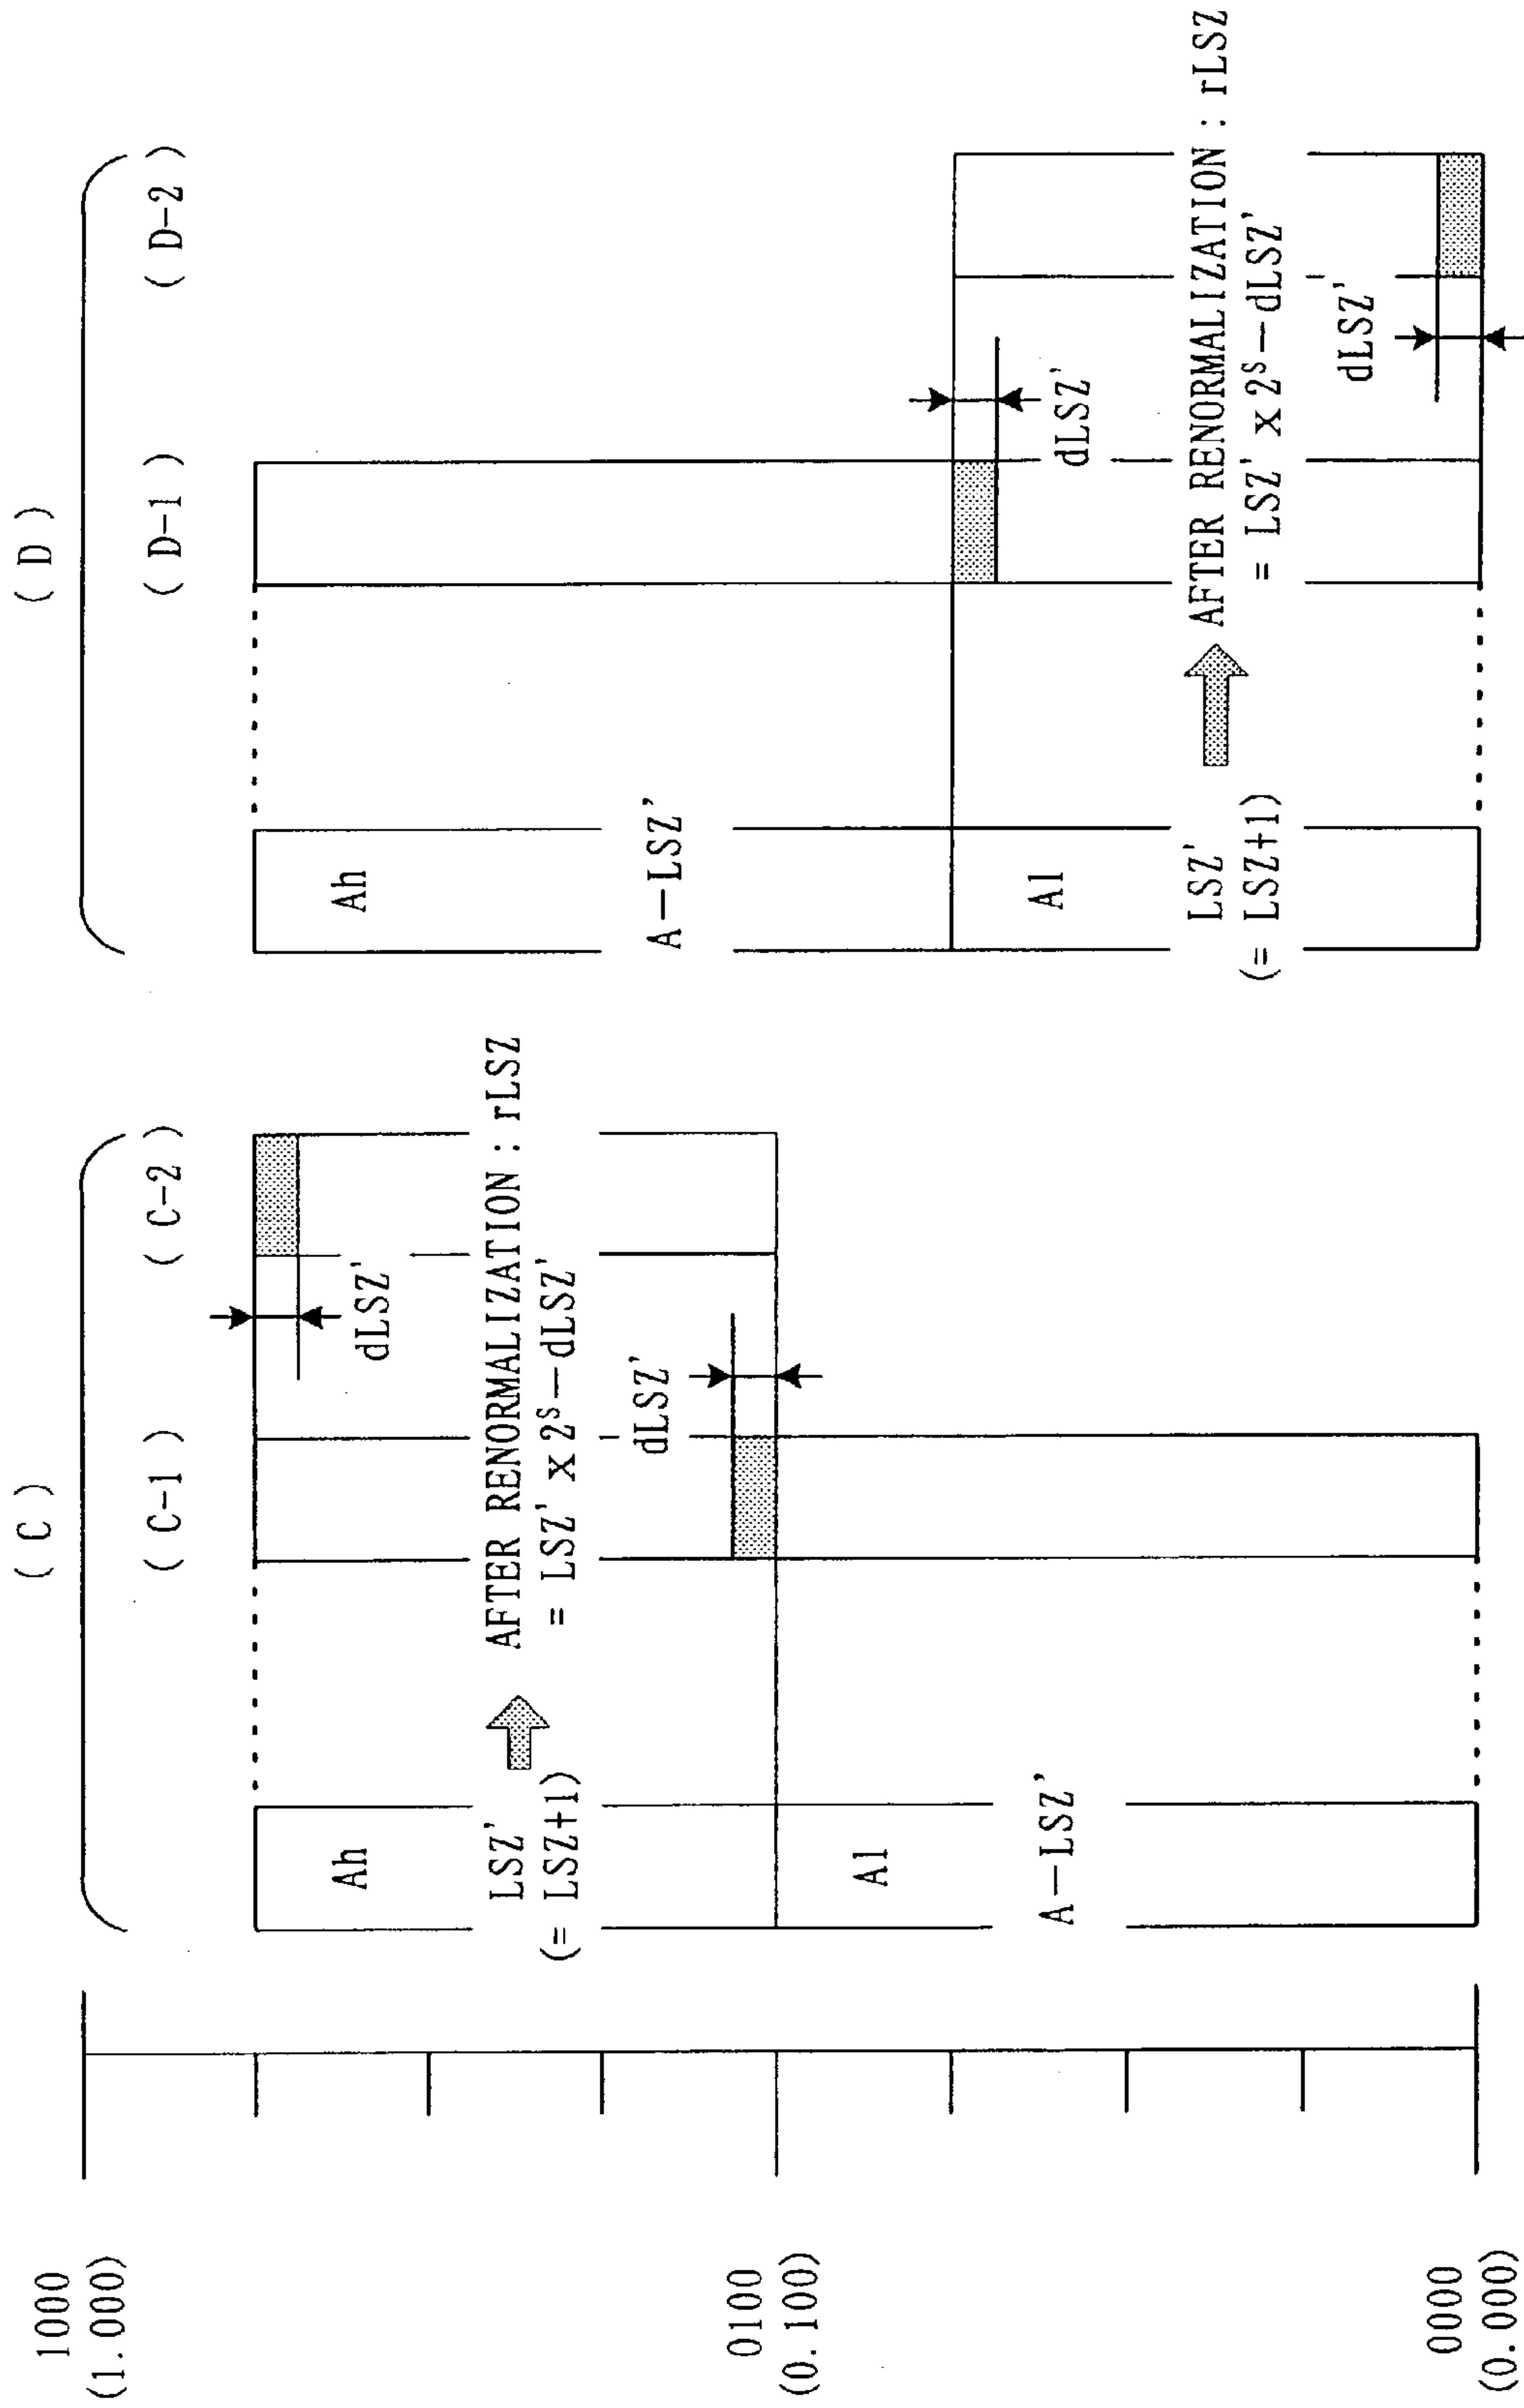 1000
(1.000)
0100
(0.100)
0000
(0.000)
(C)
(C-1)
(C-2)
Ah
LSZ'
(= LSZ+1)
Al
A-LSZ'
AFTER RENORMALIZATION : rLSZ
= LSZ' x 2ˢ-dLSZ'
dLSZ'
dLSZ'
(D)
(D-1)
(D-2)
Ah
A-LSZ'
Al
LSZ'
(= LSZ+1)
dLSZ'
AFTER RENORMALIZATION : rLSZ
= LSZ' x 2ˢ-dLSZ'
dLSZ'